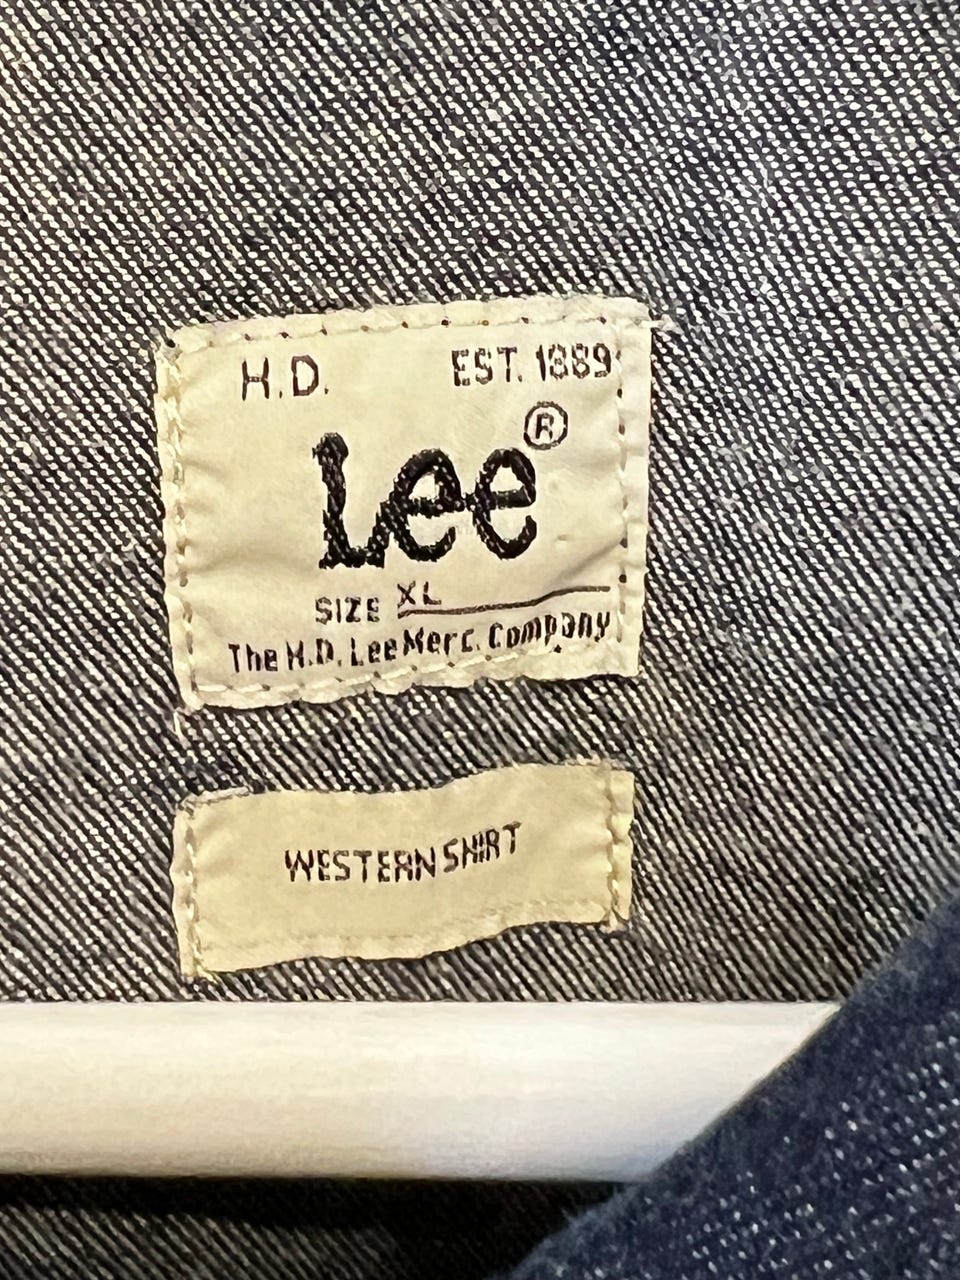 H.D. EST. 1889
Lee®
SIZE XL
The H.D. Lee Merc. Company
WESTERN SHIRT